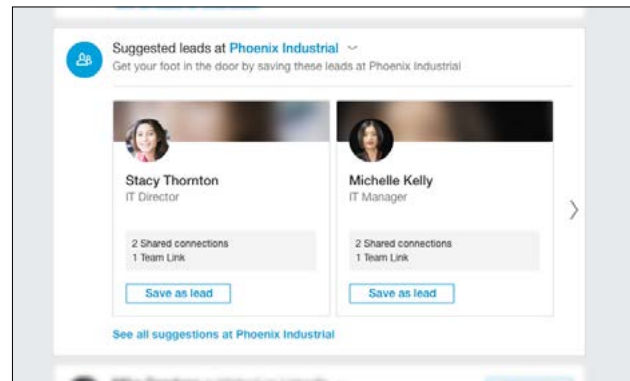 Suggested leads at Phoenix Industrial
Get your foot in the door by saving these leads at Phoenix Industrial
Stacy Thornton
IT Director
2 Shared connections
1 Team Link
Save as lead
Michelle Kelly
IT Manager
2 Shared connections
1 Team Link
Save as lead
See all suggestions at Phoenix Industrial